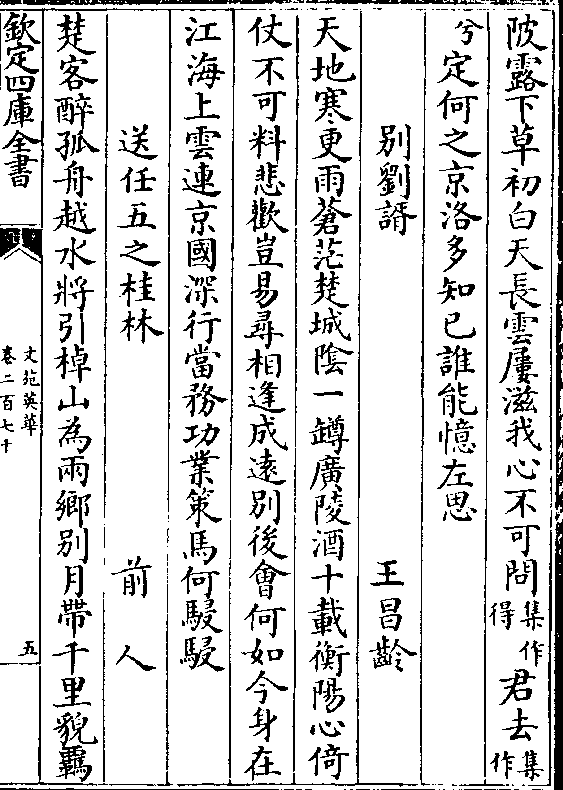 陂露下草初白天長雲屢滋我心不可問集作得君去集作
兮定何之京洛多知己誰能憶左思
別劉諝 王昌齡
天地寒更雨蒼茫楚城陰一罇廣陵酒十載衡陽心倚
仗不可料悲歡豈易尋相逢成遠別後會何如今身在
江海上雲連京國深行當務功業策馬何駸駸
送任五之桂林 前人
楚客醉孤舟越水將引棹山為兩鄉別月帶千里貌羈
欽定四庫全書
文苑英華
卷二百七十
五